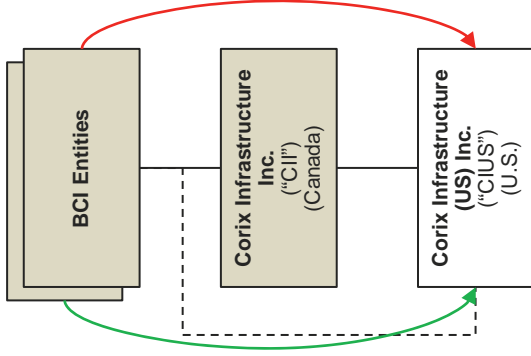 BCI Entities
Corix Infrastructure
Inc.
("CII")
(Canada)
Corix Infrastructure
(US) Inc.
("CIUS")
(U.S.)